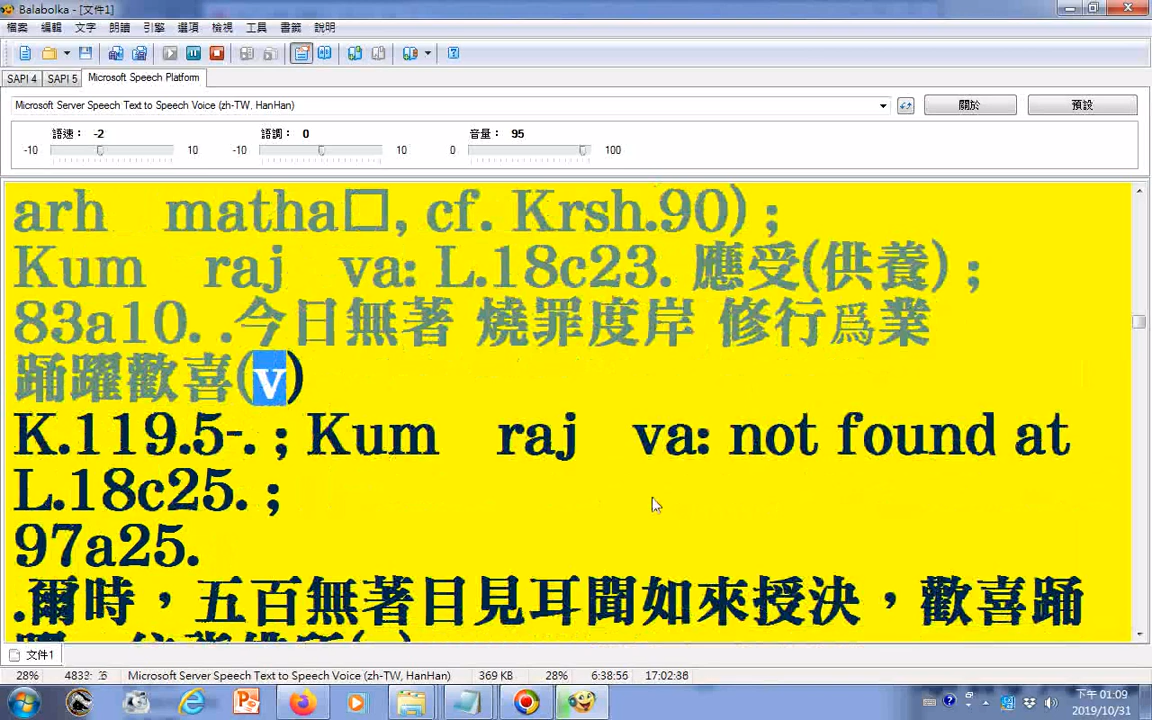 Balabolka - [文件1]
檔案 編輯 文字 朗讀 引擎 選項 檢視 工具 書籤 說明
SAPI 4 SAPI 5 Microsoft Speech Platform
Microsoft Server Speech Text to Speech Voice (zh-TW, HanHan) 關於 預設
語速： -2 語調： 0 音量： 95
-10 10 -10 10 0 100
arh matha□, cf. Krsh.90) ;
Kum raj va: L.18c23. 應受(供養) ;
83a10. .今日無著 燒罪度岸 修行爲業
踊躍歡喜(v)
K.119.5-. ; Kum raj va: not found at
L.18c25. ;
97a25.
.爾時，五百無著目見耳聞如來授決，歡喜踊
文件1
28% Microsoft Server Speech Text to Speech Voice (zh-TW, HanHan) 369 KB 28% 6:38:56 17:02:38
下午 01:09
2019/10/31